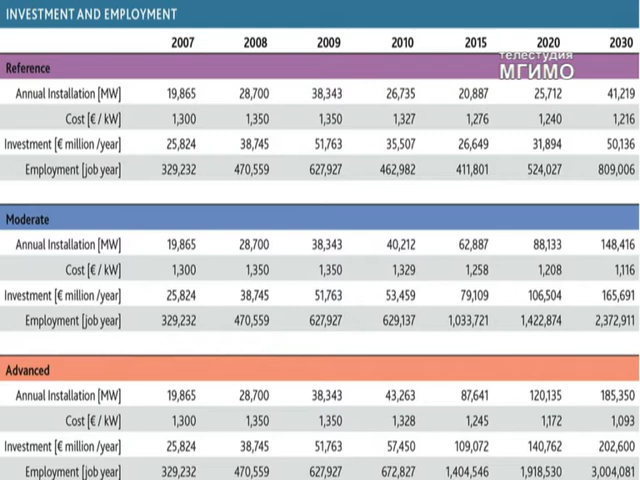 INVESTMENT AND EMPLOYMENT
2007 2008 2009 2010 2015 2020 2030
телестудия
МГИМО
Reference
Annual Installation [MW] 19,865 28,700 38,343 26,735 20,887 25,712 41,219
Cost [€ / kW] 1,300 1,350 1,350 1,327 1,276 1,240 1,216
Investment [€ million /year] 25,824 38,745 51,763 35,507 26,649 31,894 50,136
Employment [job year] 329,232 470,559 627,927 462,982 411,801 524,027 809,006
Moderate
Annual Installation [MW] 19,865 28,700 38,343 40,212 62,887 88,133 148,416
Cost [€ / kW] 1,300 1,350 1,350 1,329 1,258 1,208 1,116
Investment [€ million /year] 25,824 38,745 51,763 53,459 79,109 106,504 165,691
Employment [job year] 329,232 470,559 627,927 629,137 1,033,721 1,422,874 2,372,911
Advanced
Annual Installation [MW] 19,865 28,700 38,343 43,263 87,641 120,135 185,350
Cost [€ / kW] 1,300 1,350 1,350 1,328 1,245 1,172 1,093
Investment [€ million /year] 25,824 38,745 51,763 57,450 109,072 140,762 202,600
Employment [job year] 329,232 470,559 627,927 672,827 1,404,546 1,918,530 3,004,081